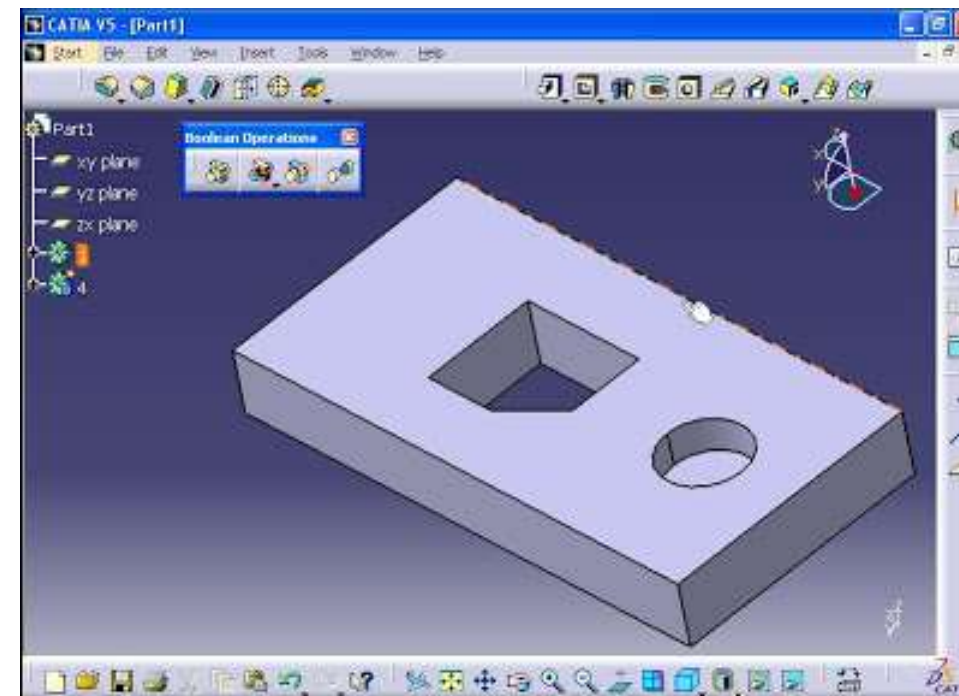 CATIA V5 - [Part1]
Start File Edit View Insert Tools Window Help
Part1
Boolean Operations
xy plane
yz plane
zx plane
4